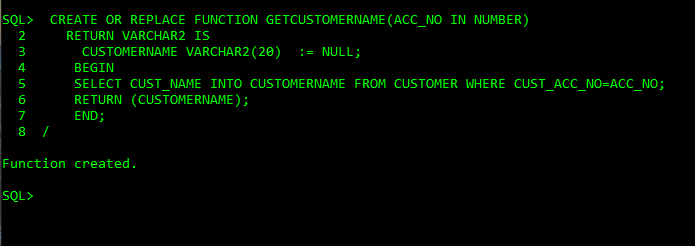 SQL>  CREATE OR REPLACE FUNCTION GETCUSTOMERNAME(ACC_NO IN NUMBER)
  2     RETURN VARCHAR2 IS
  3       CUSTOMERNAME VARCHAR2(20)  := NULL;
  4      BEGIN
  5      SELECT CUST_NAME INTO CUSTOMERNAME FROM CUSTOMER WHERE CUST_ACC_NO=ACC_NO;
  6      RETURN (CUSTOMERNAME);
  7      END;
  8  /
Function created.
SQL>